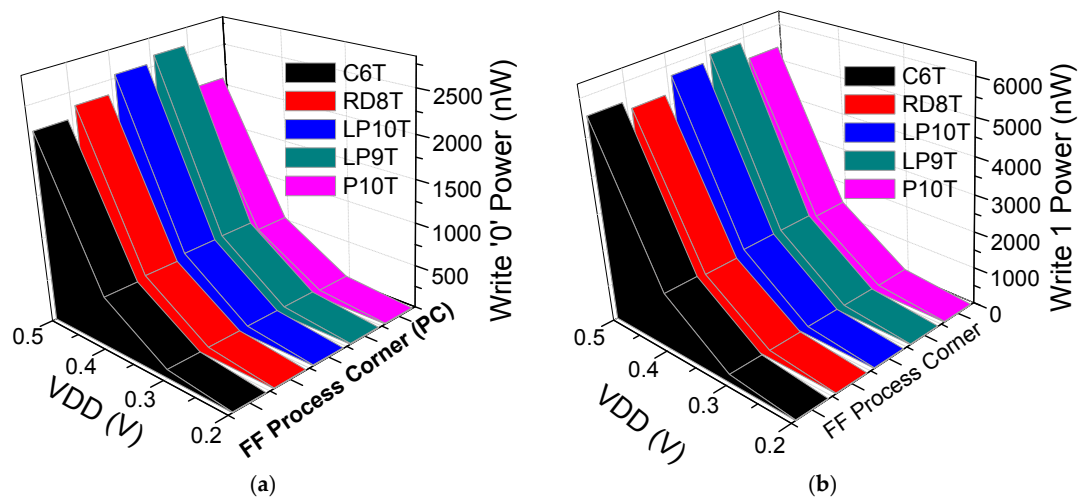 C6T
RD8T
LP10T
LP9T
P10T
2500
2000
1500
1000
500
Write '0' Power (nW)
0.5
0.4
0.3
0.2
VDD (V)
FF Process Corner (PC)
(a)
C6T
RD8T
LP10T
LP9T
P10T
6000
5000
4000
3000
2000
1000
0
Write 1 Power (nW)
0.5
0.4
0.3
0.2
VDD (V)
FF Process Corner
(b)